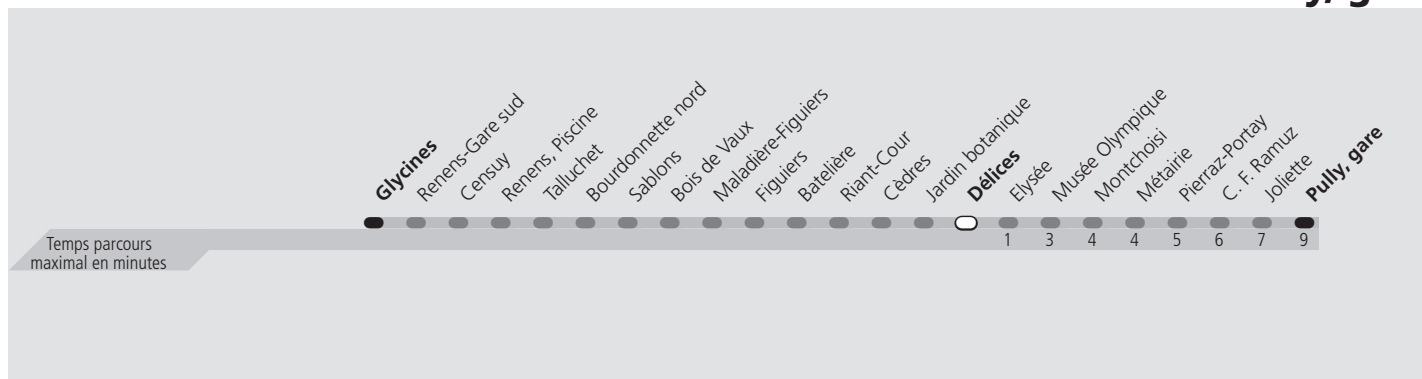 Glycines
Renens-Gare sud
Censuy
Renens, Piscine
Talluchet
Bourdonnette nord
Sablons
Bois de Vaux
Maladière-Figuiers
Figuiers
Batelière
Riant-Cour
Cèdres
Jardin botanique
Délices
Elysée
Musée Olympique
Montchoisi
Métairie
Pierraz-Portay
C. F. Ramuz
Joliette
Pully, gare
Temps parcours
maximal en minutes
1 3 4 4 5 6 7 9